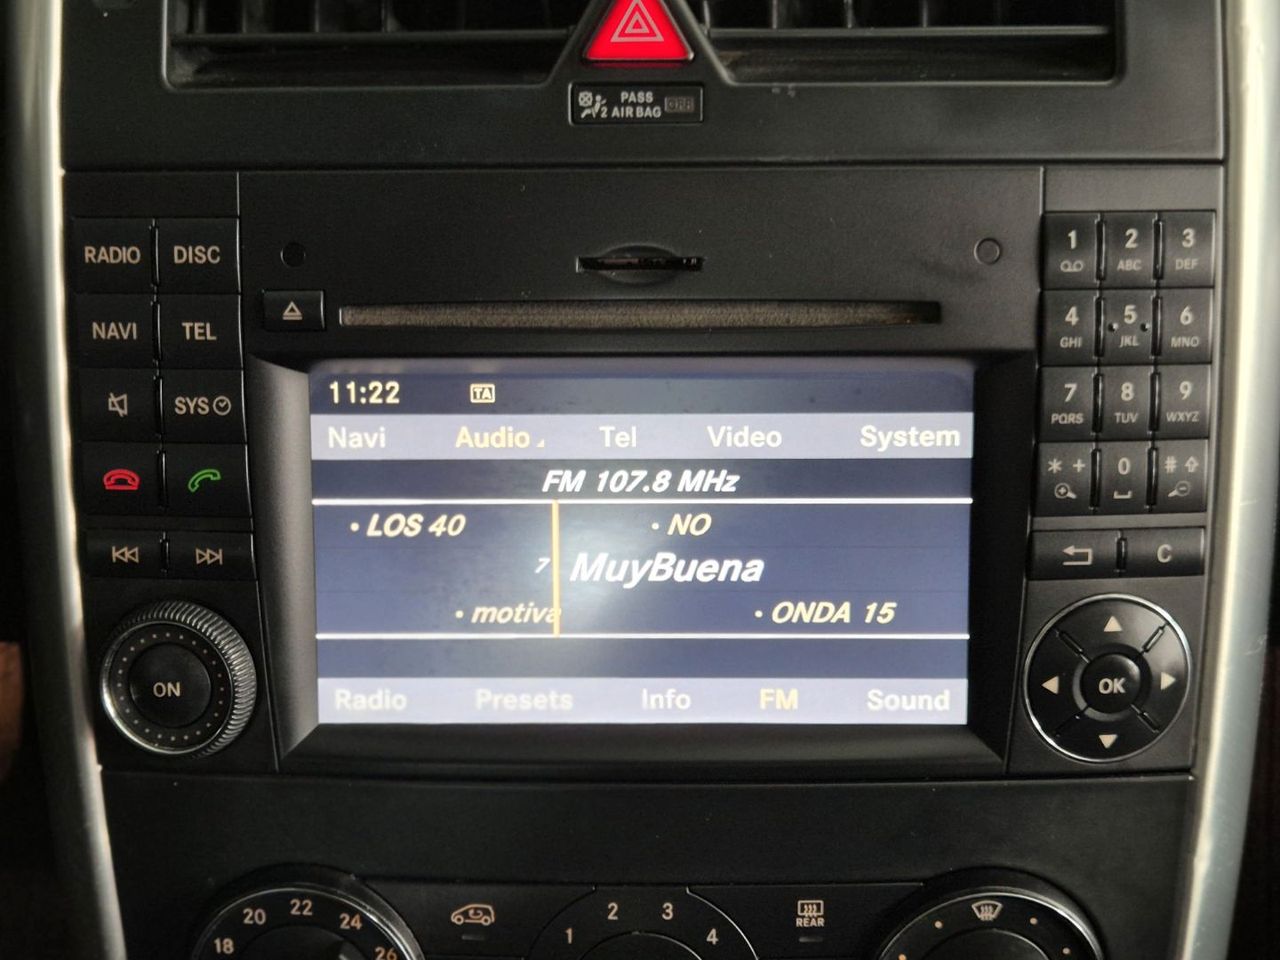 PASS
2 AIR BAG OFF
RADIO DISC
NAVI TEL
SYS
ON
11:22 TA
Navi Audio Tel Video System
FM 107.8 MHz
• LOS 40 • NO
7 MuyBuena
• motiva • ONDA 15
Radio Presets Info FM Sound
1 2 ABC 3 DEF
4 GHI 5 JKL 6 MNO
7 PQRS 8 TUV 9 WXYZ
* + 0 #
C
OK
18 20 22 24 26
1 2 3 4
REAR